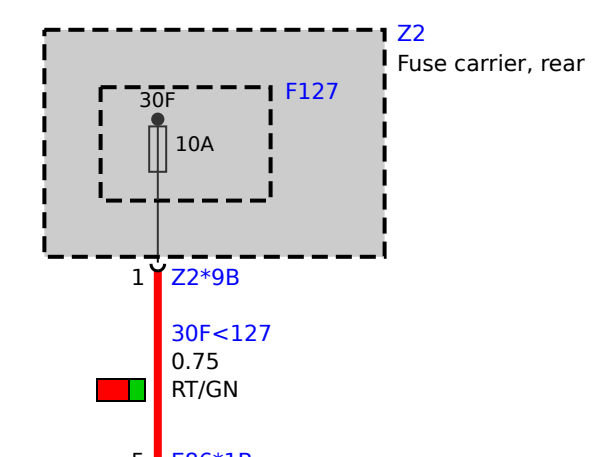 Z2
Fuse carrier, rear
F127
30F
10A
1 Z2*9B
30F<127
0.75
RT/GN